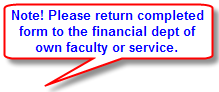 Note! Please return completed
form to the financial dept of
own faculty or service.